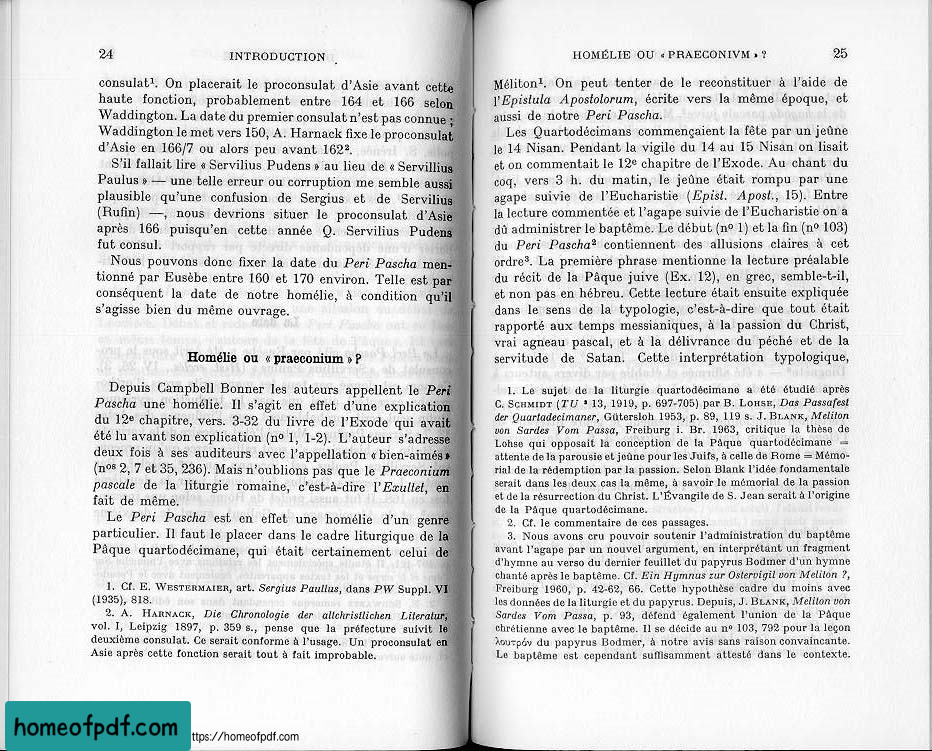 24
INTRODUCTION
consulat¹. On placerait le proconsulat d'Asie avant cette
haute fonction, probablement entre 164 et 166 selon
Waddington. La date du premier consulat n'est pas connue ;
Waddington le met vers 150, A. Harnack fixe le proconsulat
d'Asie en 166/7 ou alors peu avant 162².
S'il fallait lire « Servilius Pudens » au lieu de « Servillius
Paulus » — une telle erreur ou corruption me semble aussi
plausible qu'une confusion de Sergius et de Servilius
(Rufin) —, nous devrions situer le proconsulat d'Asie
après 166 puisqu'en cette année Q. Servilius Pudens
fut consul.
Nous pouvons donc fixer la date du Peri Pascha men-
tionné par Eusèbe entre 160 et 170 environ. Telle est par
conséquent la date de notre homélie, à condition qu'il
s'agisse bien du même ouvrage.
Homélie ou « praeconium » ?
Depuis Campbell Bonner les auteurs appellent le Peri
Pascha une homélie. Il s'agit en effet d'une explication
du 12e chapitre, vers. 3-32 du livre de l'Exode qui avait
été lu avant son explication (nº 1, 1-2). L'auteur s'adresse
deux fois à ses auditeurs avec l'appellation « bien-aimés »
(nos 2, 7 et 35, 236). Mais n'oublions pas que le Praeconium
pascale de la liturgie romaine, c'est-à-dire l'Exultet, en
fait de même.
Le Peri Pascha est en effet une homélie d'un genre
particulier. Il faut le placer dans le cadre liturgique de la
Pâque quartodécimane, qui était certainement celui de
1. Cf. E. WESTERMAIER, art. Sergius Paullus, dans PW Suppl. VI
(1935), 818.
2. A. HARNACK, Die Chronologie der altchristlichen Literatur,
vol. I, Leipzig 1897, p. 359 s., pense que la préfecture suivit le
deuxième consulat. Ce serait conforme à l'usage. Un proconsulat en
Asie après cette fonction serait tout à fait improbable.
HOMÉLIE OU « PRAECONIVM » ?
25
Méliton¹. On peut tenter de le reconstituer à l'aide de
l'Epistula Apostolorum, écrite vers la même époque, et
aussi de notre Peri Pascha.
Les Quartodécimans commençaient la fête par un jeûne
le 14 Nisan. Pendant la vigile du 14 au 15 Nisan on lisait
et on commentait le 12e chapitre de l'Exode. Au chant du
coq, vers 3 h. du matin, le jeûne était rompu par une
agape suivie de l'Eucharistie (Epist. Apost., 15). Entre
la lecture commentée et l'agape suivie de l'Eucharistie on a
dû administrer le baptême. Le début (nº 1) et la fin (nº 103)
du Peri Pascha² contiennent des allusions claires à cet
ordre³. La première phrase mentionne la lecture préalable
du récit de la Pâque juive (Ex. 12), en grec, semble-t-il,
et non pas en hébreu. Cette lecture était ensuite expliquée
dans le sens de la typologie, c'est-à-dire que tout était
rapporté aux temps messianiques, à la passion du Christ,
vrai agneau pascal, et à la délivrance du péché et de la
servitude de Satan. Cette interprétation typologique,
1. Le sujet de la liturgie quartodécimane a été étudié après
C. SCHMIDT (TU * 13, 1919, p. 697-705) par B. LOHSE, Das Passafest
der Quartadecimaner, Gütersloh 1953, p. 89, 119 s. J. BLANK, Meliton
von Sardes Vom Passa, Freiburg i. Br. 1963, critique la thèse de
Lohse qui opposait la conception de la Pâque quartodécimane =
attente de la parousie et jeûne pour les Juifs, à celle de Rome = Mémo-
rial de la rédemption par la passion. Selon Blank l'idée fondamentale
serait dans les deux cas la même, à savoir le mémorial de la passion
et de la résurrection du Christ. L'Évangile de S. Jean serait à l'origine
de la Pâque quartodécimane.
2. Cf. le commentaire de ces passages.
3. Nous avons cru pouvoir soutenir l'administration du baptême
avant l'agape par un nouvel argument, en interprétant un fragment
d'hymne au verso du dernier feuillet du papyrus Bodmer d'un hymne
chanté après le baptême. Cf. Ein Hymnus zur Ostervigil von Meliton ?,
Freiburg 1960, p. 42-62, 66. Cette hypothèse cadre du moins avec
les données de la liturgie et du papyrus. Depuis, J. BLANK, Meliton von
Sardes Vom Passa, p. 93, défend également l'union de la Pâque
chrétienne avec le baptême. Il se décide au nº 103, 792 pour la leçon
λουτρόν du papyrus Bodmer, à notre avis sans raison convaincante.
Le baptême est cependant suffisamment attesté dans le contexte.
homeofpdf.com
ttps://homeofpdf.com